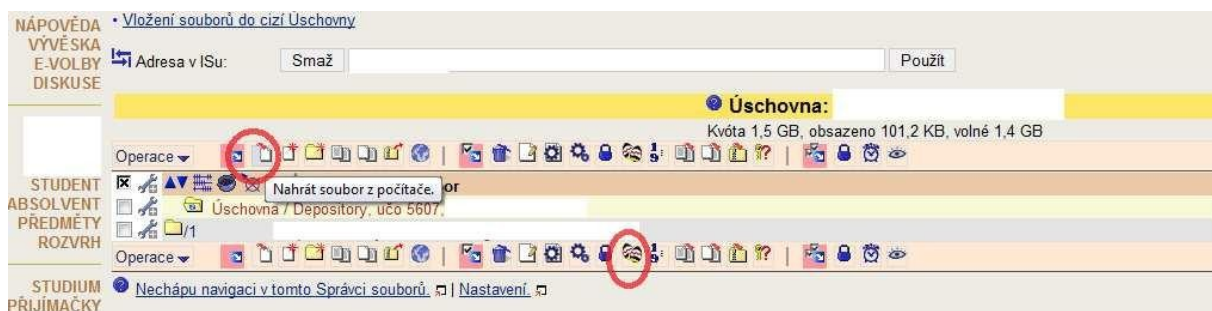 NÁPOVĚDA
VÝVĚSKA
E-VOLBY
DISKUSE
STUDENT
ABSOLVENT
PŘEDMĚTY
ROZVRH
STUDIUM
PŘIJÍMAČKY
• Vložení souborů do cizí Úschovny
Adresa v ISu: Smaž Použít
Úschovna:
Kvóta 1,5 GB, obsazeno 101,2 KB, volné 1,4 GB
Operace
Nahrát soubor z počítače.
or
Úschovna / Depository, učo 5607,
/1
Operace
Nechápu navigaci v tomto Správci souborů. | Nastavení.